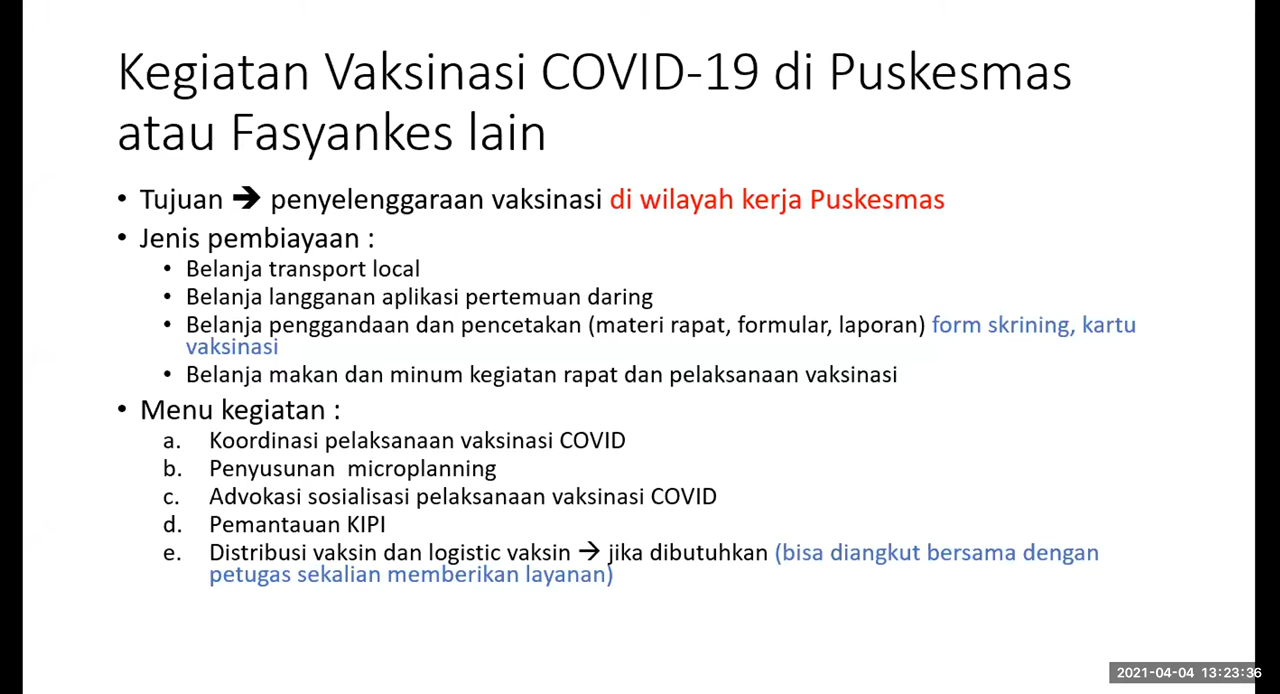 Kegiatan Vaksinasi COVID-19 di Puskesmas
atau Fasyankes lain
• Tujuan ➔ penyelenggaraan vaksinasi di wilayah kerja Puskesmas
• Jenis pembiayaan :
• Belanja transport local
• Belanja langganan aplikasi pertemuan daring
• Belanja penggandaan dan pencetakan (materi rapat, formular, laporan) form skrining, kartu
vaksinasi
• Belanja makan dan minum kegiatan rapat dan pelaksanaan vaksinasi
• Menu kegiatan :
a. Koordinasi pelaksanaan vaksinasi COVID
b. Penyusunan microplanning
c. Advokasi sosialisasi pelaksanaan vaksinasi COVID
d. Pemantauan KIPI
e. Distribusi vaksin dan logistic vaksin → jika dibutuhkan (bisa diangkut bersama dengan
petugas sekalian memberikan layanan)
2021-04-04 13:23:36